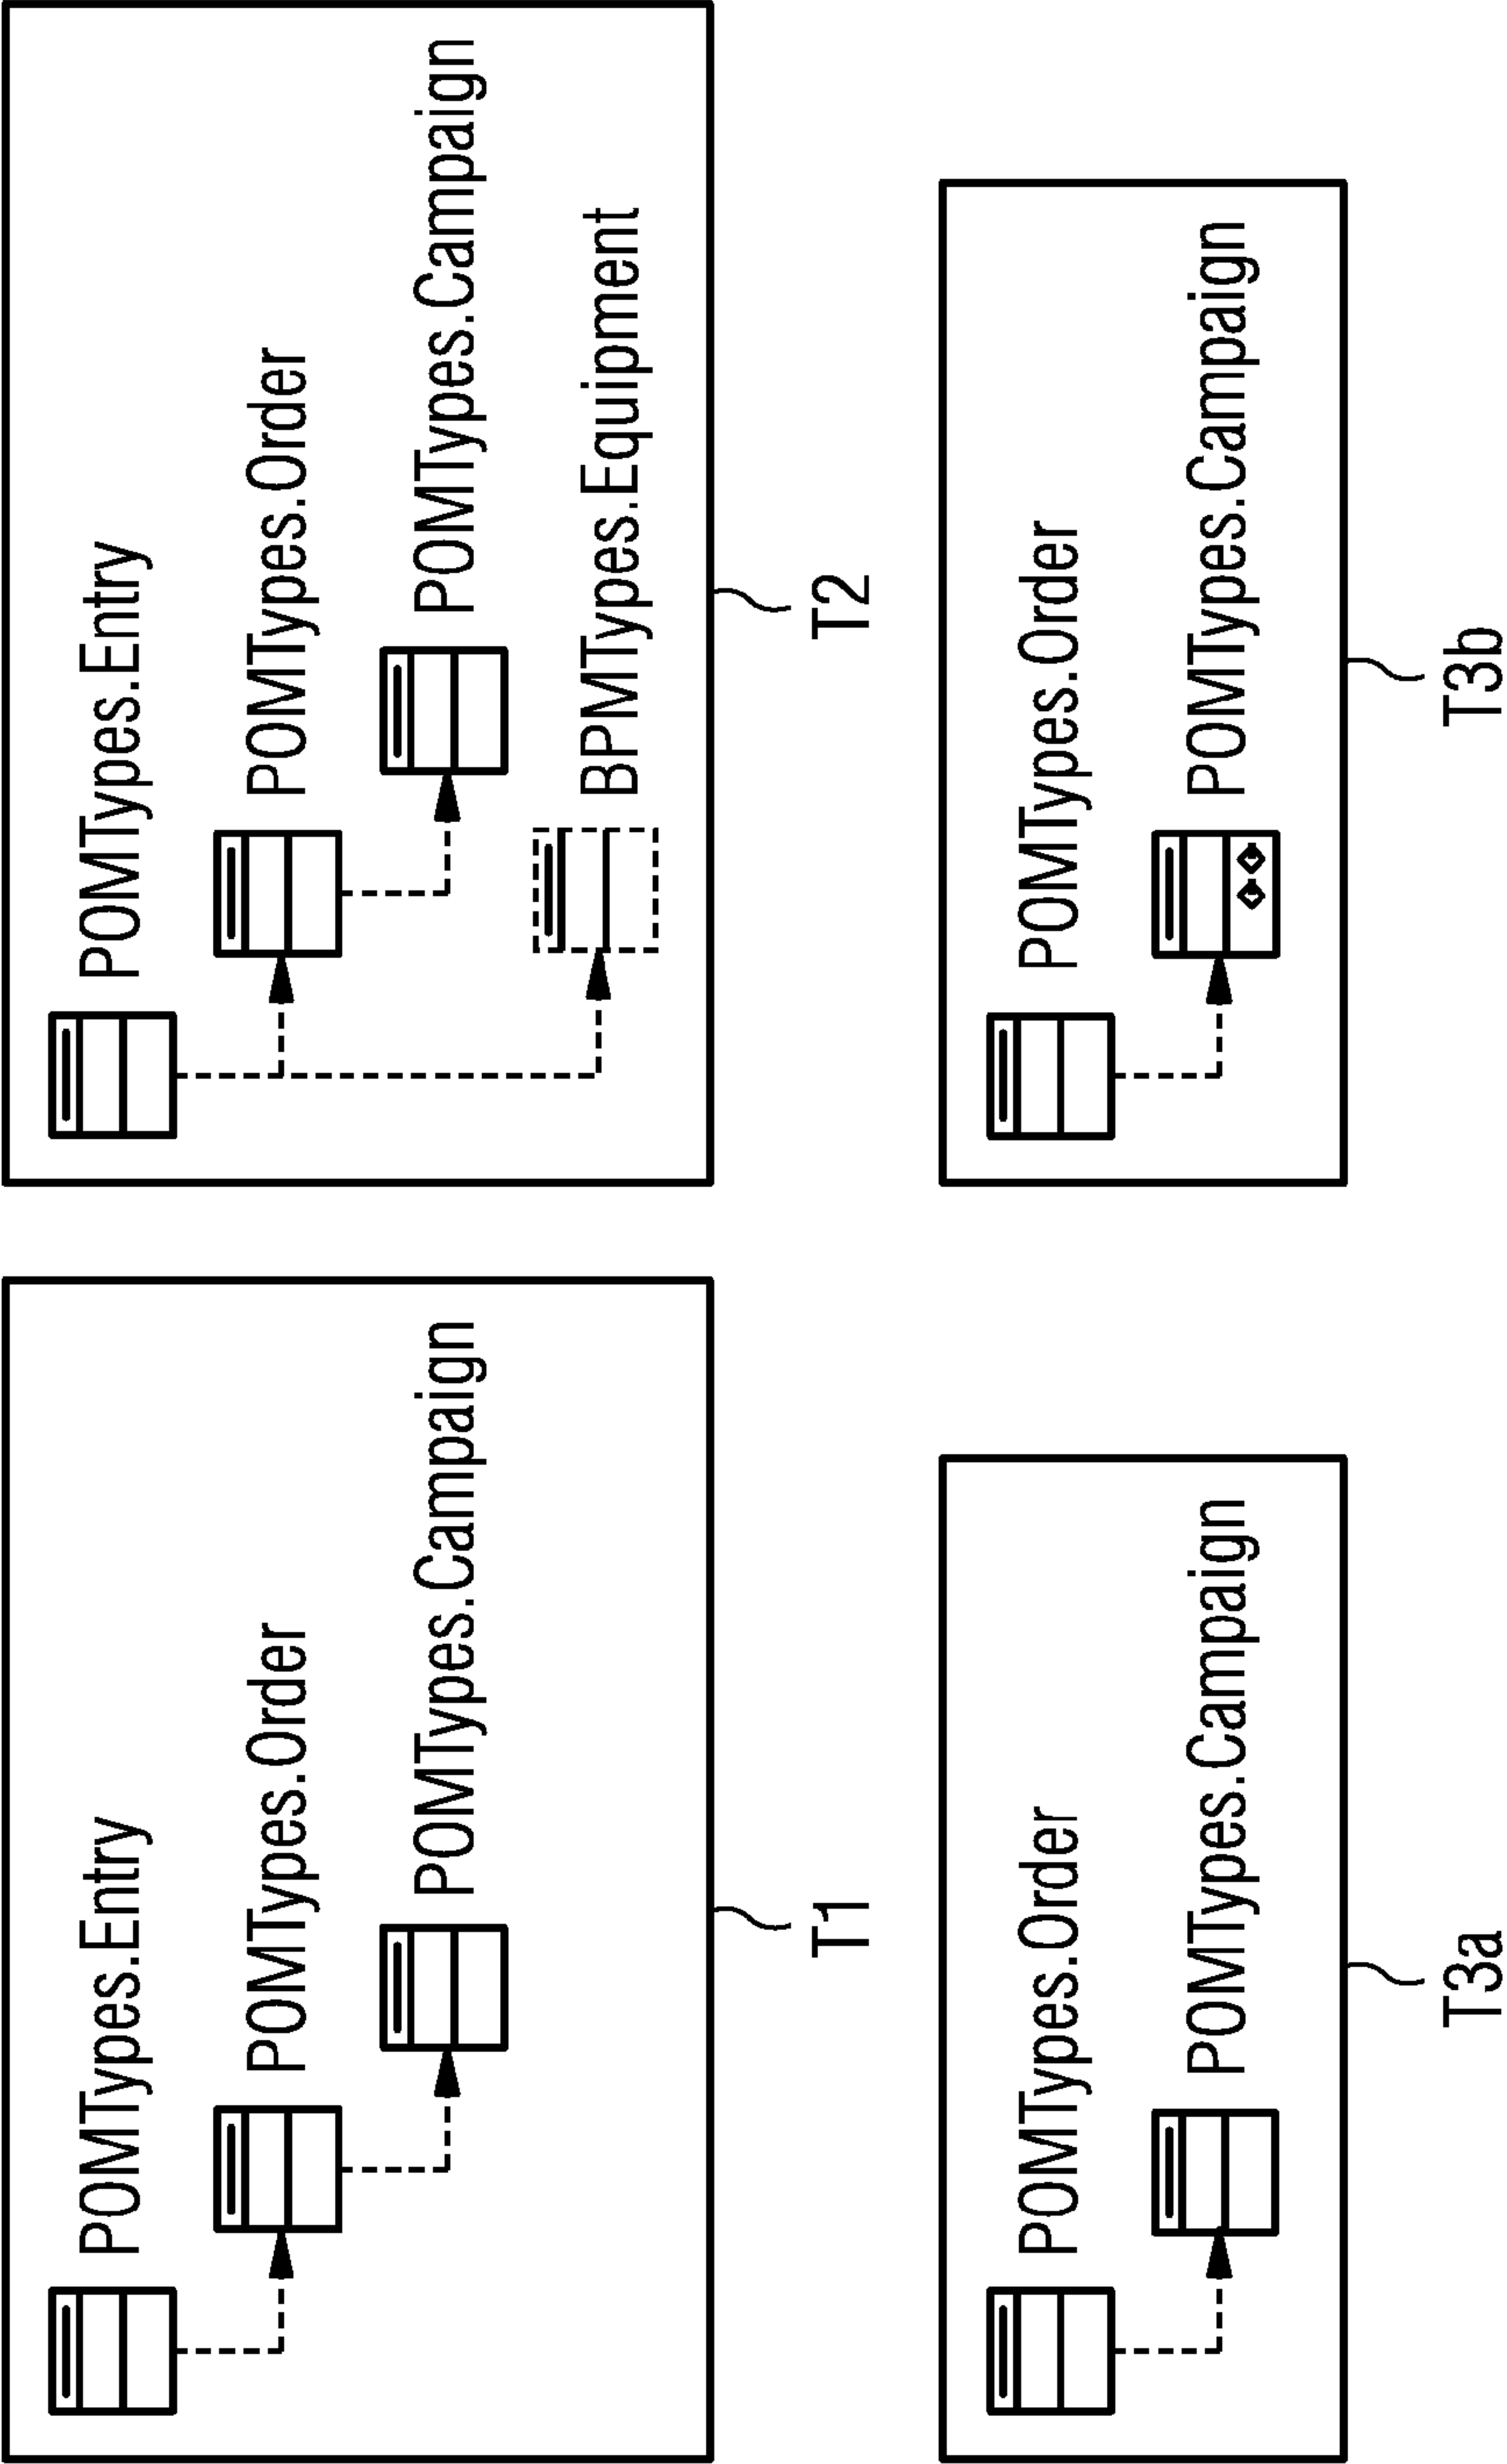 POMTypes.Entry
POMTypes.Order
POMTypes.Campaign
T1
POMTypes.Entry
POMTypes.Order
POMTypes.Campaign
BPMTypes.Equipment
T2
POMTypes.Order
POMTypes.Campaign
T3a
POMTypes.Order
POMTypes.Campaign
T3b